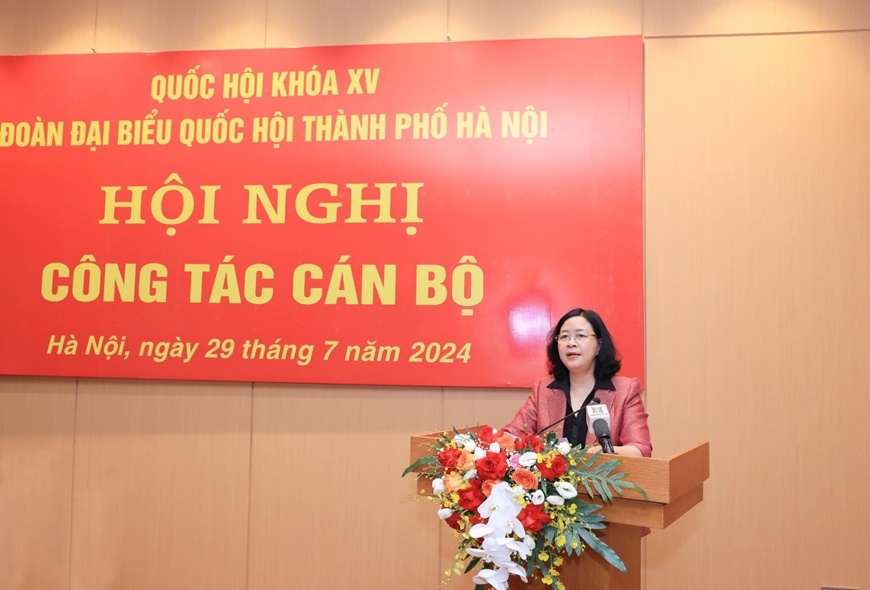 QUỐC HỘI KHÓA XV
ĐOÀN ĐẠI BIỂU QUỐC HỘI THÀNH PHỐ HÀ NỘI
HỘI NGHỊ
CÔNG TÁC CÁN BỘ
Hà Nội, ngày 29 tháng 7 năm 2024